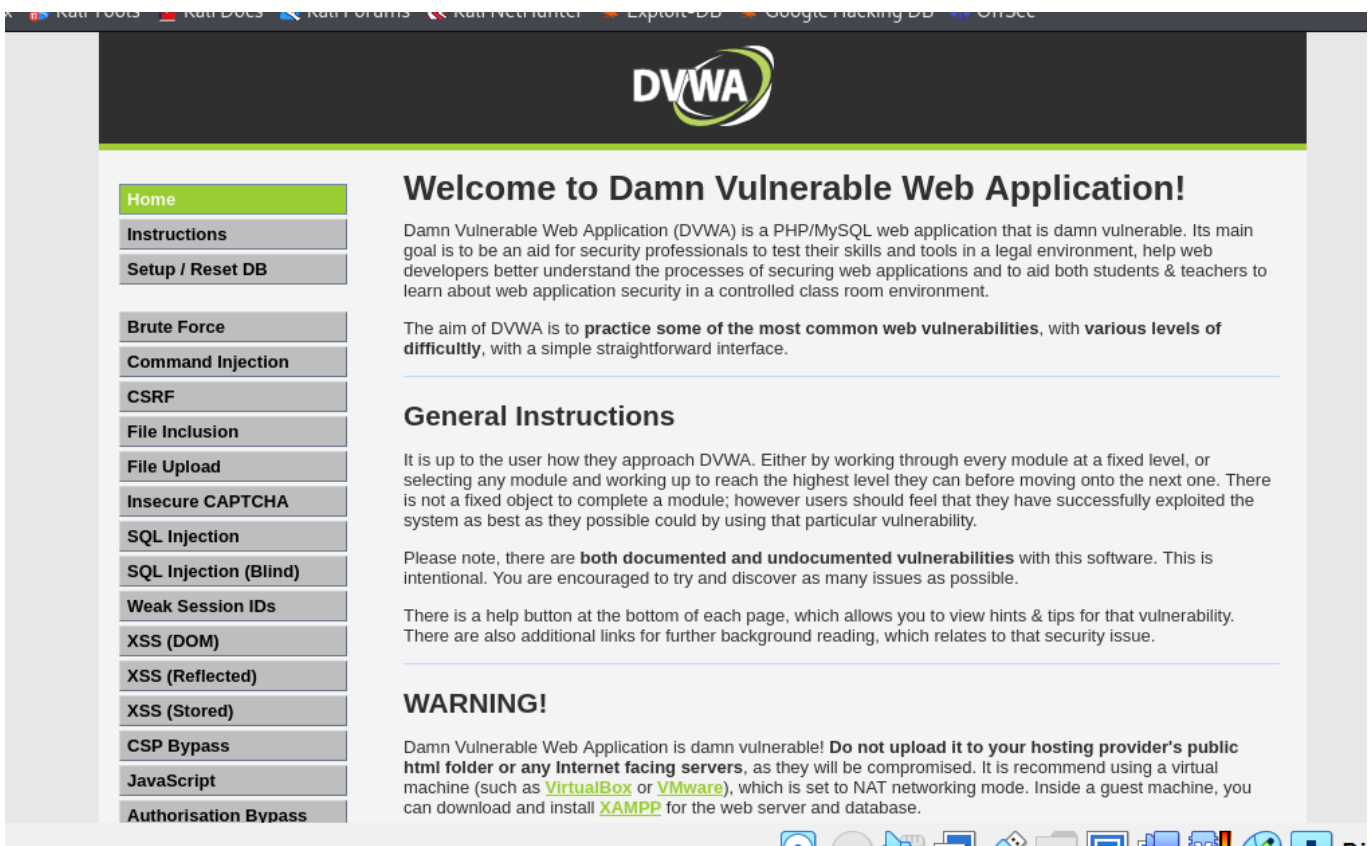 Kali Tools Kali Docs Kali Forums Kali NetHunter Exploit-DB Google Hacking DB OffSec
DVWA
Home
Instructions
Setup / Reset DB
Brute Force
Command Injection
CSRF
File Inclusion
File Upload
Insecure CAPTCHA
SQL Injection
SQL Injection (Blind)
Weak Session IDs
XSS (DOM)
XSS (Reflected)
XSS (Stored)
CSP Bypass
JavaScript
Authorisation Bypass
Welcome to Damn Vulnerable Web Application!
Damn Vulnerable Web Application (DVWA) is a PHP/MySQL web application that is damn vulnerable. Its main
goal is to be an aid for security professionals to test their skills and tools in a legal environment, help web
developers better understand the processes of securing web applications and to aid both students & teachers to
learn about web application security in a controlled class room environment.
The aim of DVWA is to practice some of the most common web vulnerabilities, with various levels of
difficultly, with a simple straightforward interface.
General Instructions
It is up to the user how they approach DVWA. Either by working through every module at a fixed level, or
selecting any module and working up to reach the highest level they can before moving onto the next one. There
is not a fixed object to complete a module; however users should feel that they have successfully exploited the
system as best as they possible could by using that particular vulnerability.
Please note, there are both documented and undocumented vulnerabilities with this software. This is
intentional. You are encouraged to try and discover as many issues as possible.
There is a help button at the bottom of each page, which allows you to view hints & tips for that vulnerability.
There are also additional links for further background reading, which relates to that security issue.
WARNING!
Damn Vulnerable Web Application is damn vulnerable! Do not upload it to your hosting provider's public
html folder or any Internet facing servers, as they will be compromised. It is recommend using a virtual
machine (such as VirtualBox or VMware), which is set to NAT networking mode. Inside a guest machine, you
can download and install XAMPP for the web server and database.